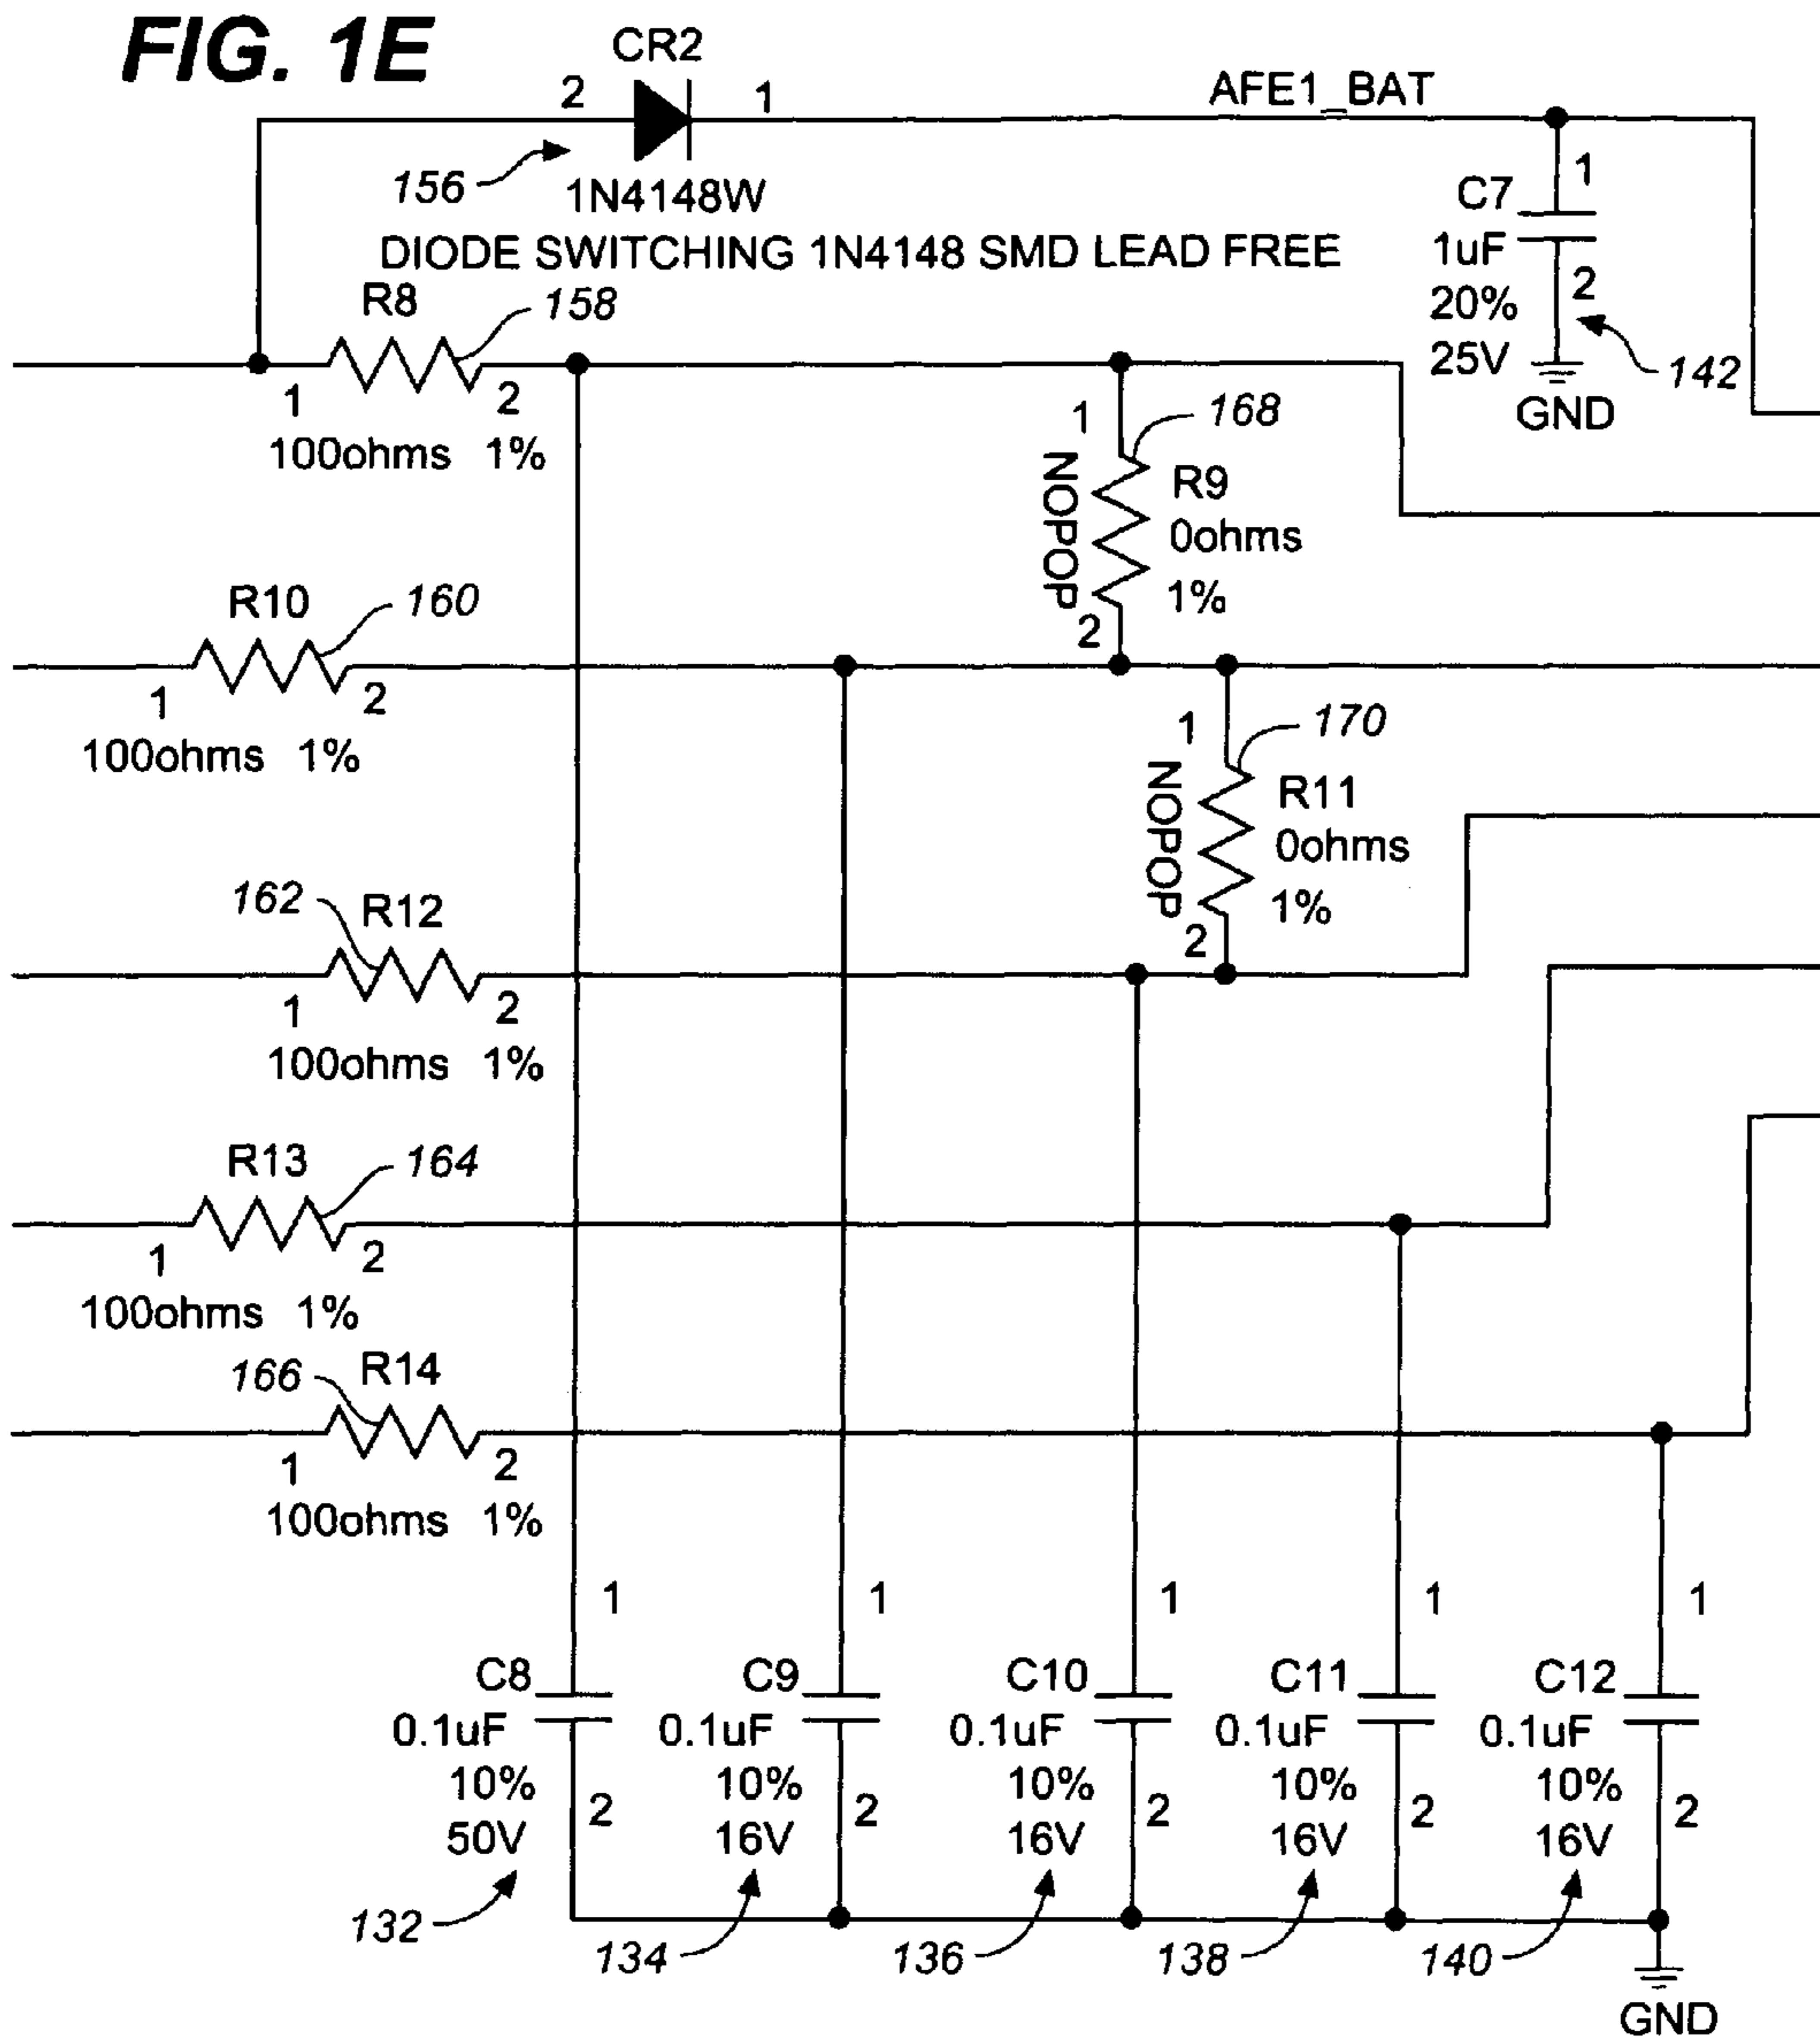 FIG. 1E
CR2
2
1
AFE1_BAT
156
1N4148W
DIODE SWITCHING 1N4148 SMD LEAD FREE
1
C7
1uF
20%
25V
2
142
GND
R8
158
1
2
100ohms 1%
168
1
NOPOP
R9
0ohms
1%
2
R10
160
1
2
100ohms 1%
170
1
NOPOP
R11
0ohms
1%
2
162
R12
1
2
100ohms 1%
R13
164
1
2
100ohms 1%
166
R14
1
2
100ohms 1%
1
C8
0.1uF
10%
50V
2
132
1
C9
0.1uF
10%
16V
2
134
1
C10
0.1uF
10%
16V
2
136
1
C11
0.1uF
10%
16V
2
138
1
C12
0.1uF
10%
16V
2
140
GND